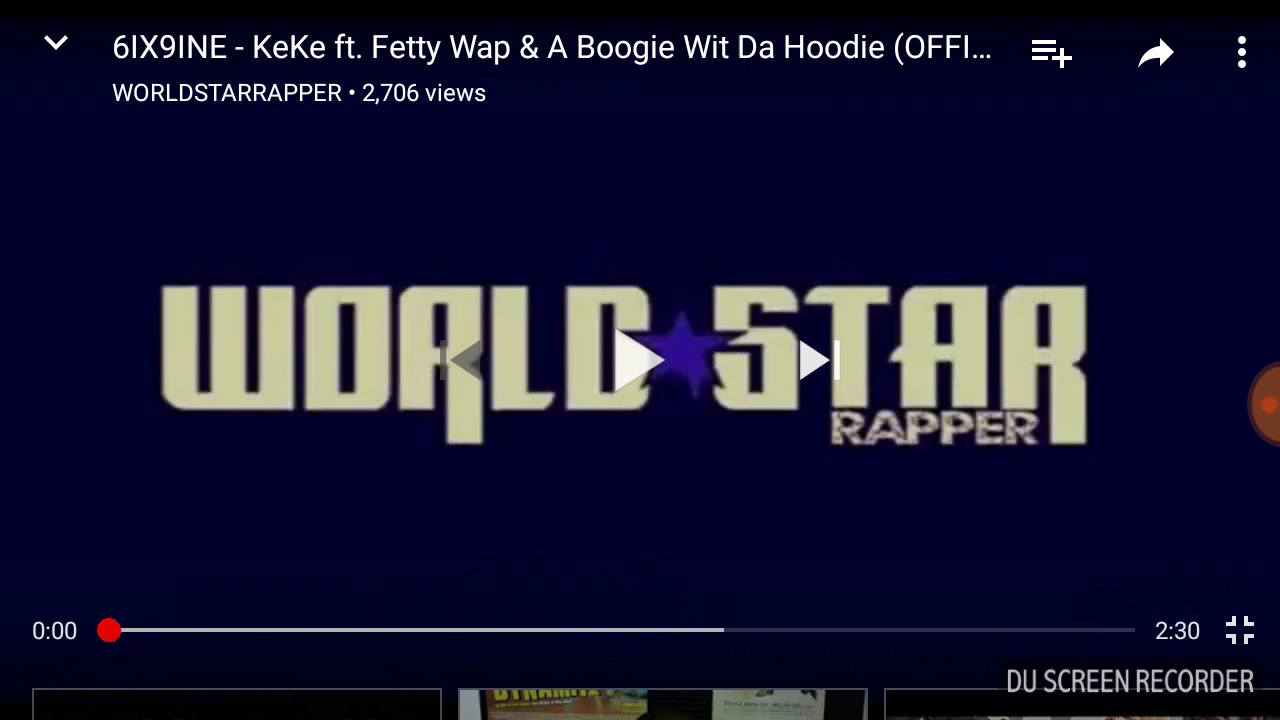 6IX9INE - KeKe ft. Fetty Wap & A Boogie Wit Da Hoodie (OFFI...
WORLDSTARRAPPER • 2,706 views
WORLD STAR
RAPPER
0:00
2:30
DU SCREEN RECORDER
DYNAMITE